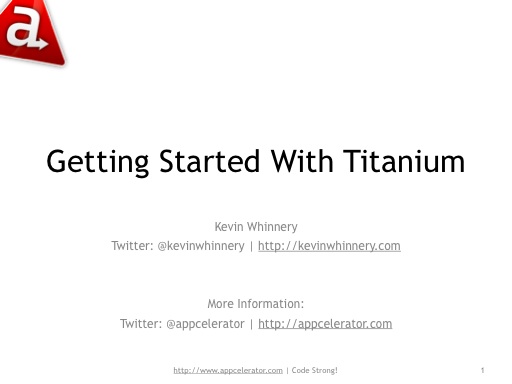 a
Getting Started With Titanium
Kevin Whinnery
Twitter: @kevinwhinnery | http://kevinwhinnery.com
More Information:
Twitter: @appcelerator | http://appcelerator.com
http://www.appcelerator.com | Code Strong!
1